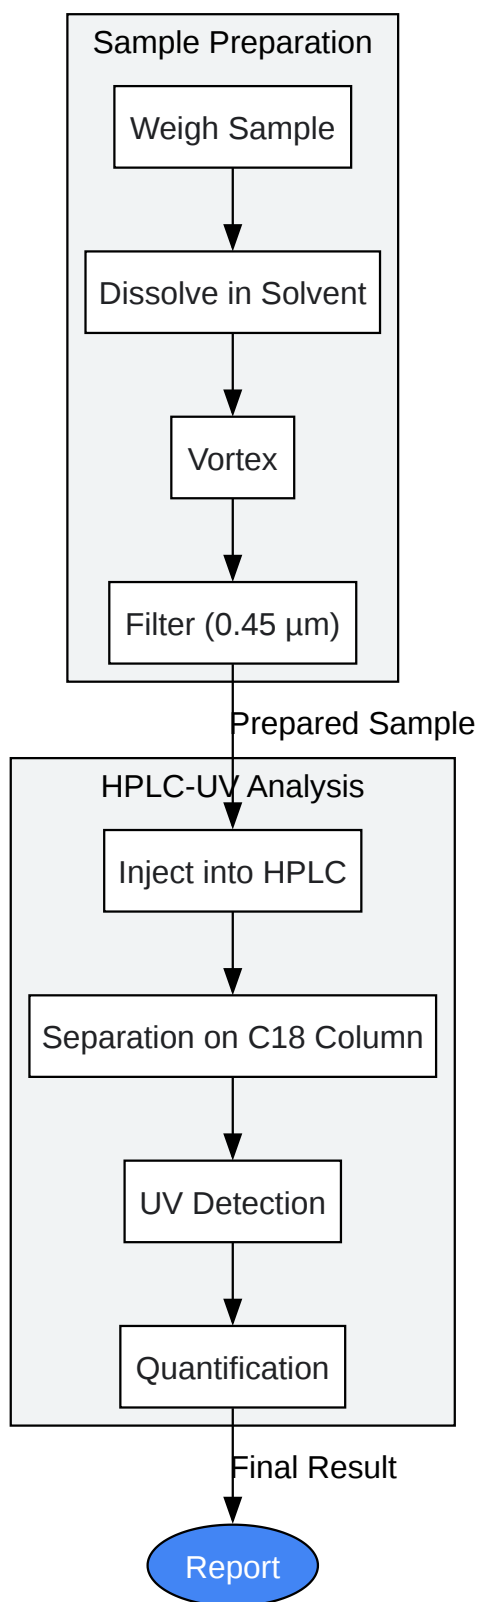 Sample Preparation
Weigh Sample
Dissolve in Solvent
Vortex
Filter (0.45 µm)
Prepared Sample
HPLC-UV Analysis
Inject into HPLC
Separation on C18 Column
UV Detection
Quantification
Final Result
Report